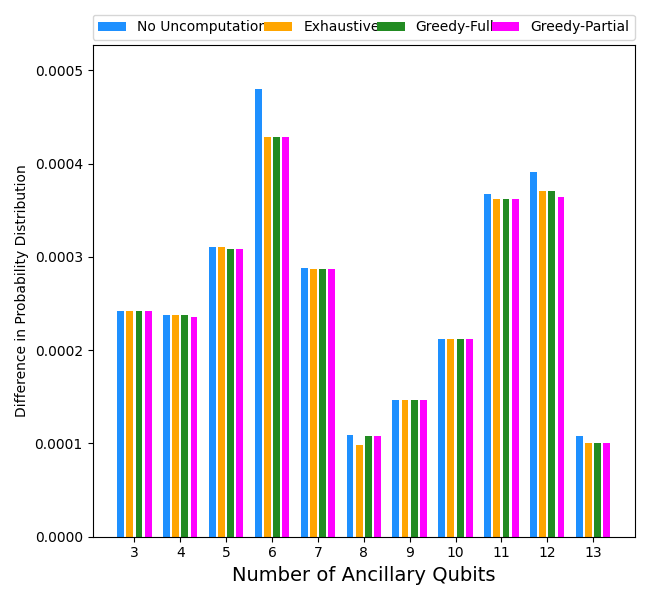 No Uncomputation Exhaustive Greedy-Full Greedy-Partial
0.0005
0.0004
0.0003
0.0002
0.0001
0.0000
Difference in Probability Distribution
3 4 5 6 7 8 9 10 11 12 13
Number of Ancillary Qubits